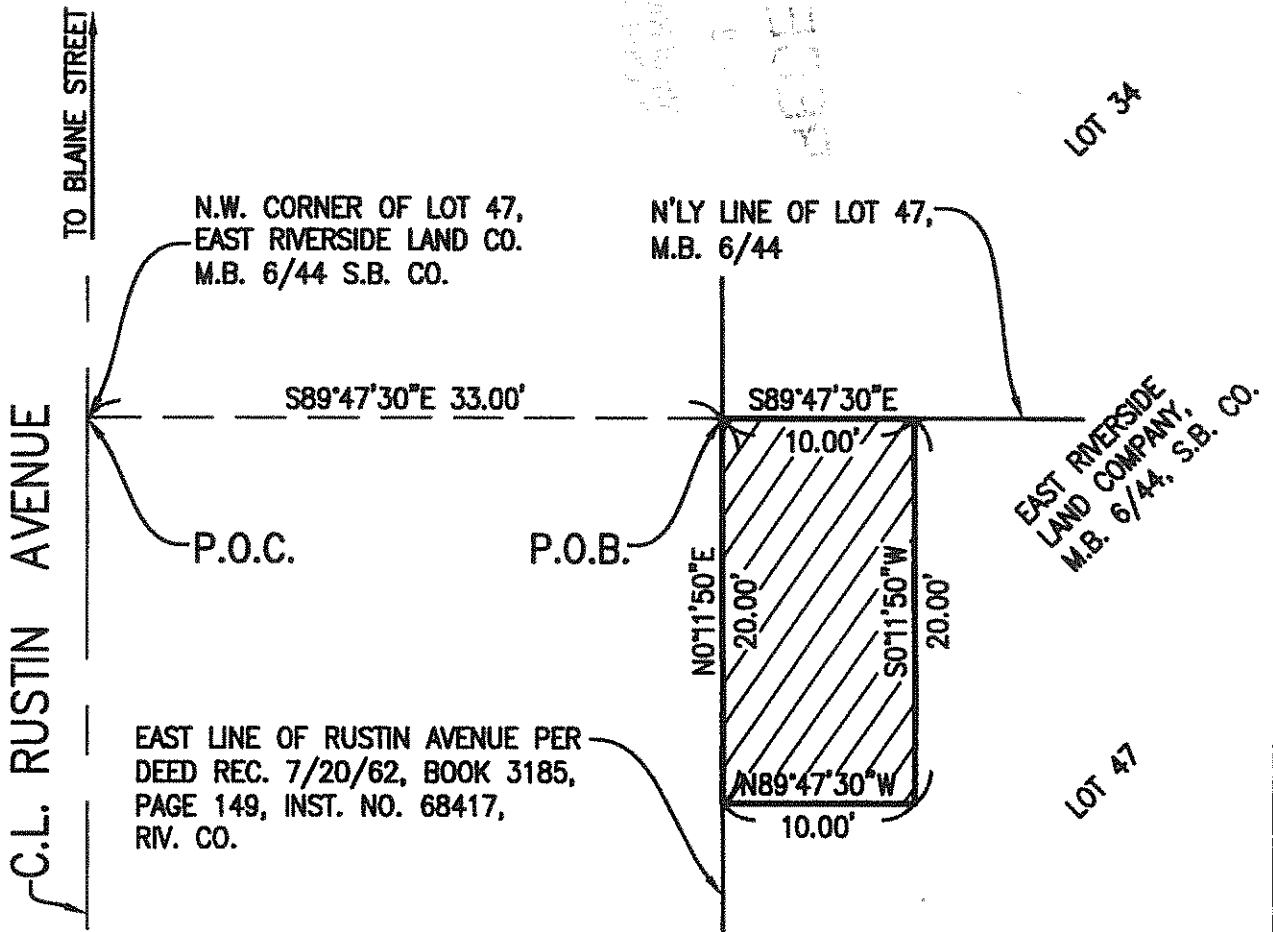 TO BLAINE STREET
LOT 34
N.W. CORNER OF LOT 47,
EAST RIVERSIDE LAND CO.
M.B. 6/44 S.B. CO.
N'LY LINE OF LOT 47,
M.B. 6/44
S89°47'30"E 33.00'
S89°47'30"E
10.00'
EAST RIVERSIDE
LAND COMPANY,
M.B. 6/44, S.B. CO.
P.O.C.
P.O.B.
N0°11'50"E
20.00'
S0°11'50"W
20.00'
C.L. RUSTIN AVENUE
EAST LINE OF RUSTIN AVENUE PER
DEED REC. 7/20/62, BOOK 3185,
PAGE 149, INST. NO. 68417,
RIV. CO.
N89°47'30"W
10.00'
LOT 47